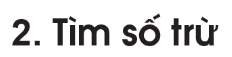 2. Tìm số trừ